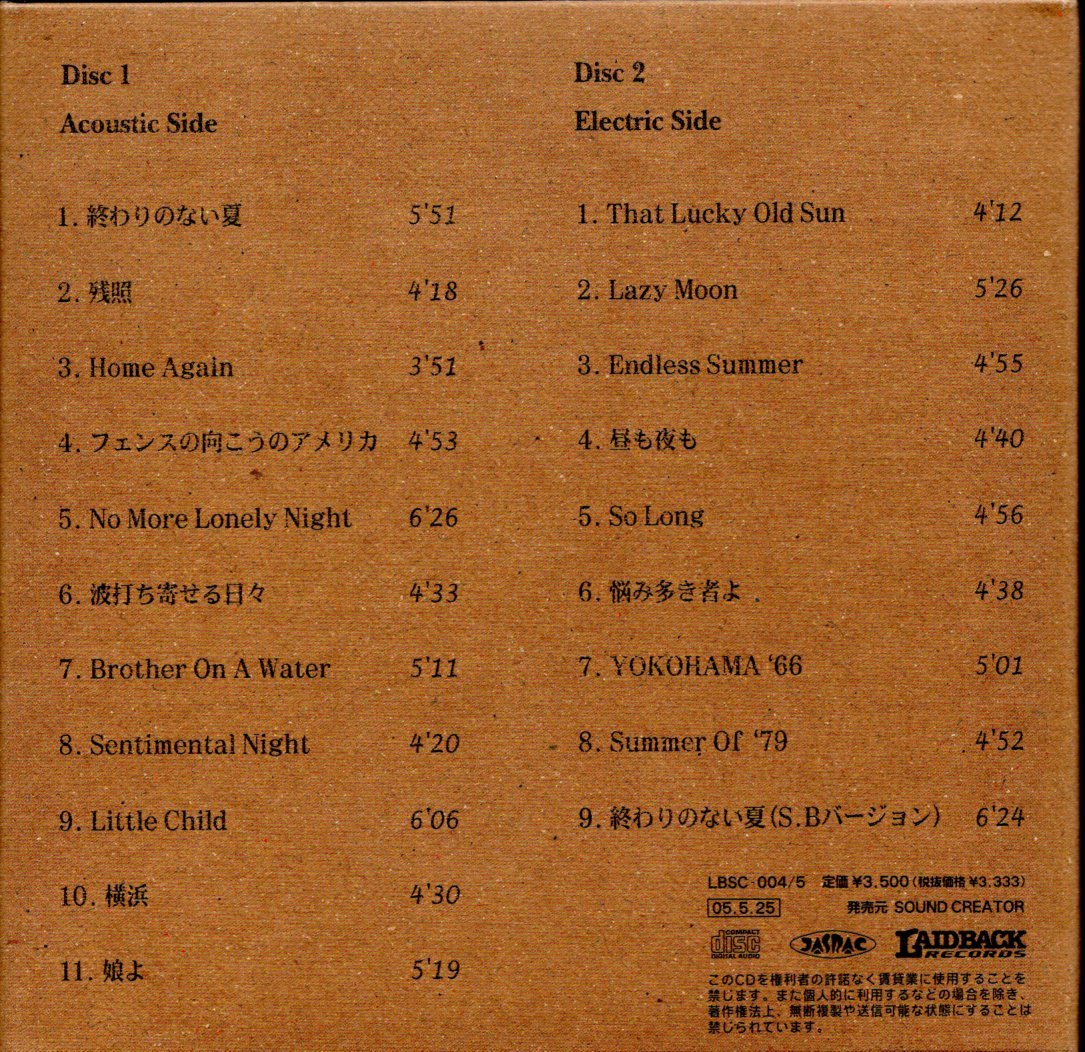 Disc 1
Acoustic Side
1. 終わりのない夏 5'51
2. 残照 4'18
3. Home Again 3'51
4. フェンスの向こうのアメリカ 4'53
5. No More Lonely Night 6'26
6. 波打ち寄せる日々 4'33
7. Brother On A Water 5'11
8. Sentimental Night 4'20
9. Little Child 6'06
10. 横浜 4'30
11. 娘よ 5'19
Disc 2
Electric Side
1. That Lucky Old Sun 4'12
2. Lazy Moon 5'26
3. Endless Summer 4'55
4. 昼も夜も 4'40
5. So Long 4'56
6. 悩み多き者よ 4'38
7. YOKOHAMA ‘66 5'01
8. Summer Of ‘79 4'52
9. 終わりのない夏(S.Bバージョン) 6'24
LBSC-004/5 定価 ¥3,500 (税抜価格 ¥3,333)
05.5.25 発売元 SOUND CREATOR
COMPACT disc DIGITAL AUDIO JASRAC LAIDBACK RECORDS
このCDを権利者の許諾なく賃貸業に使用することを
禁じます。また個人的に利用するなどの場合を除き、
著作権法上、無断複製や送信可能な状態にすることは
禁じられています。